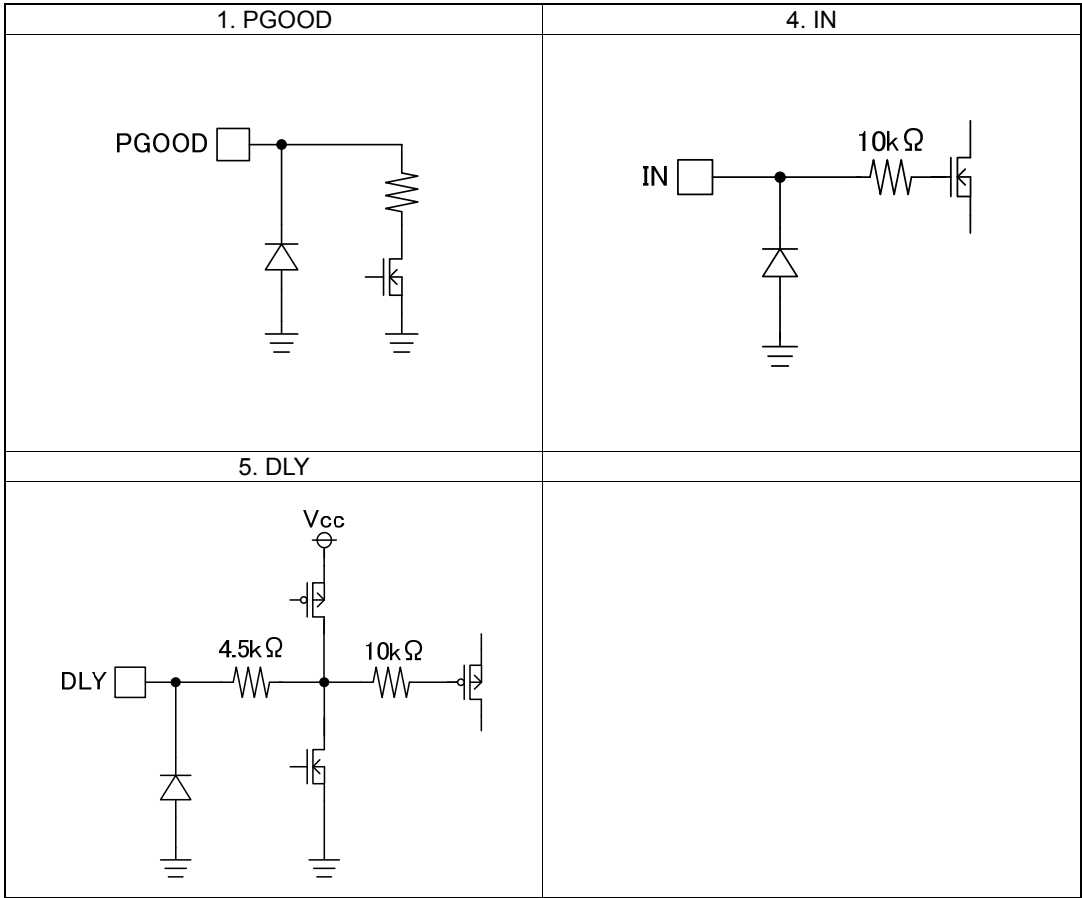 1. PGOOD
4. IN
PGOOD
10kΩ
IN
5. DLY
Vcc
4.5kΩ
10kΩ
DLY